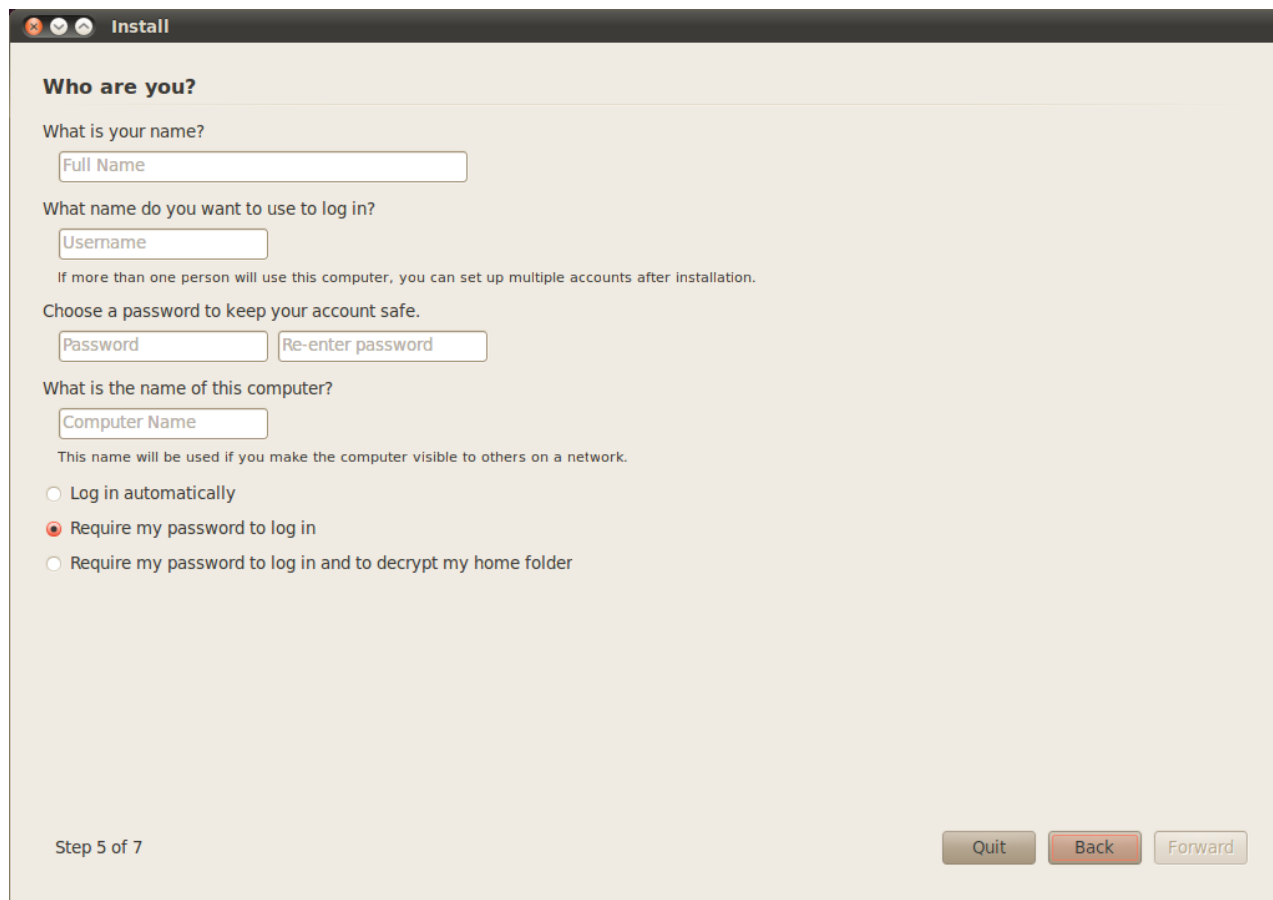 Install
Who are you?
What is your name?
Full Name
What name do you want to use to log in?
Username
If more than one person will use this computer, you can set up multiple accounts after installation.
Choose a password to keep your account safe.
Password Re-enter password
What is the name of this computer?
Computer Name
This name will be used if you make the computer visible to others on a network.
Log in automatically
Require my password to log in
Require my password to log in and to decrypt my home folder
Step 5 of 7 Quit Back Forward